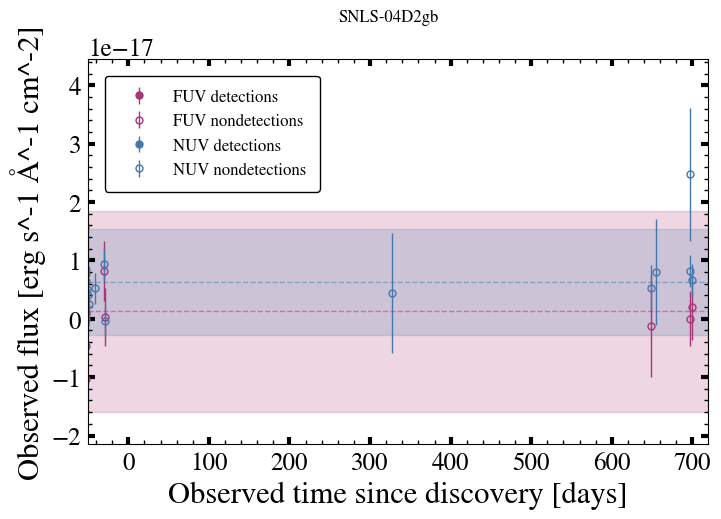 SNLS-04D2gb
1e−17
Observed flux [erg s^-1 Å^-1 cm^-2]
4
3
2
1
0
−1
−2
FUV detections
FUV nondetections
NUV detections
NUV nondetections
0 100 200 300 400 500 600 700
Observed time since discovery [days]